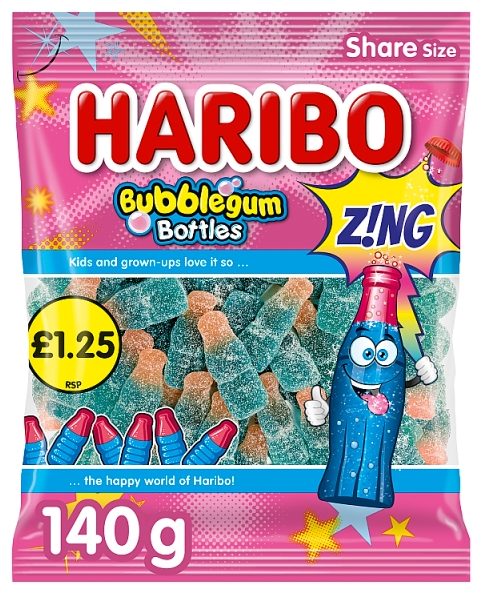 Share Size
HARIBO
Bubblegum
Bottles
Z!NG
Kids and grown-ups love it so ...
£1.25
RSP
... the happy world of Haribo!
140g